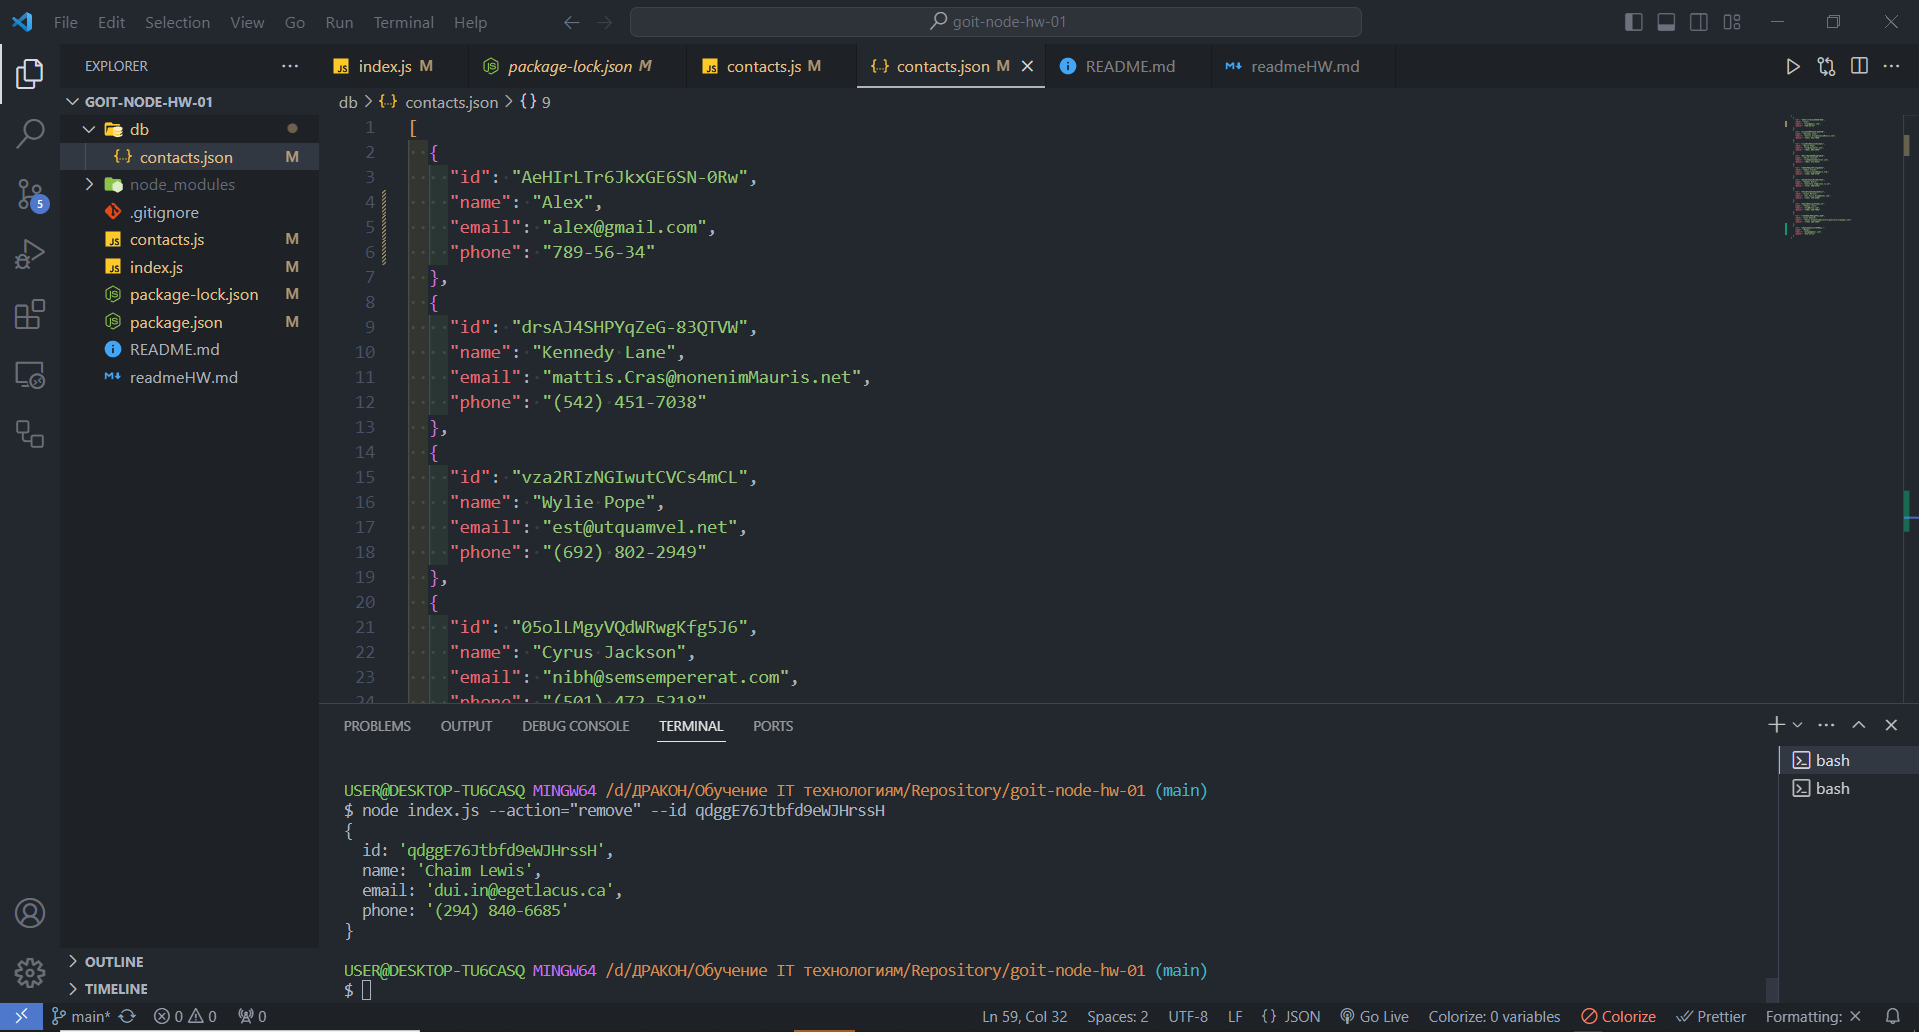 File Edit Selection View Go Run Terminal Help
goit-node-hw-01
EXPLORER
index.js M
package-lock.json M
contacts.js M
{..} contacts.json M
README.md
readmeHW.md
GOIT-NODE-HW-01
db
{..} contacts.json M
node_modules
.gitignore
contacts.js M
index.js M
package-lock.json M
package.json M
README.md
readmeHW.md
5
OUTLINE
TIMELINE
db > {..} contacts.json > {} 9
1 [
2 {
3 "id": "AeHIrLTr6JkxGE6SN-0Rw",
4 "name": "Alex",
5 "email": "alex@gmail.com",
6 "phone": "789-56-34"
7 },
8 {
9 "id": "drsAJ4SHPYqZeG-83QTVW",
10 "name": "Kennedy Lane",
11 "email": "mattis.Cras@nonenimMauris.net",
12 "phone": "(542) 451-7038"
13 },
14 {
15 "id": "vza2RIzNGIwutCVCs4mCL",
16 "name": "Wylie Pope",
17 "email": "est@utquamvel.net",
18 "phone": "(692) 802-2949"
19 },
20 {
21 "id": "05olLMgyVQdWRwgKfg5J6",
22 "name": "Cyrus Jackson",
23 "email": "nibh@semsempererat.com",
24 "phone": "(501) 472-5218"
PROBLEMS OUTPUT DEBUG CONSOLE TERMINAL PORTS
bash
bash
USER@DESKTOP-TU6CASQ MINGW64 /d/ДРАКОН/Обучение IT технологиям/Repository/goit-node-hw-01 (main)
$ node index.js --action="remove" --id qdggE76Jtbfd9eWJHrssH
{
id: 'qdggE76Jtbfd9eWJHrssH',
name: 'Chaim Lewis',
email: 'dui.in@egetlacus.ca',
phone: '(294) 840-6685'
}
USER@DESKTOP-TU6CASQ MINGW64 /d/ДРАКОН/Обучение IT технологиям/Repository/goit-node-hw-01 (main)
$
main* 0 0 0 Ln 59, Col 32 Spaces: 2 UTF-8 LF {} JSON Go Live Colorize: 0 variables Colorize Prettier Formatting: ×